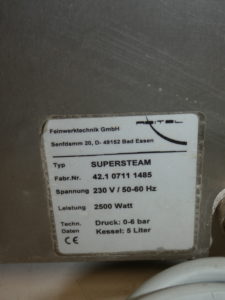 REITEL
Feinwerktechnik GmbH
Senfdamm 20, D- 49152 Bad Essen
Typ SUPERSTEAM
Fabr.Nr. 42.1 0711 1485
Spannung 230 V / 50-60 Hz
Leistung 2500 Watt
Techn. Druck: 0-6 bar
Daten Kessel: 5 Liter
CE